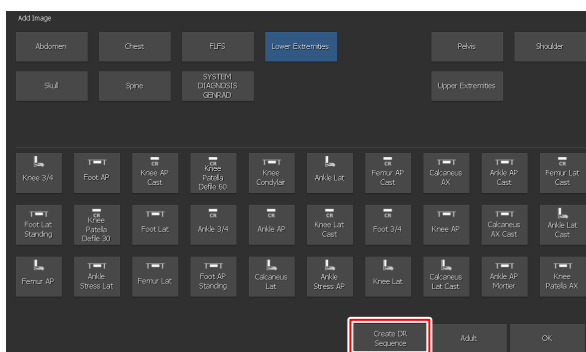 Add Image
Abdomen
Chest
FLFS
Lower Extremities
Pelvis
Shoulder
Skull
Spine
SYSTEM
DIAGNOSIS
GENRAD
Upper Extremities
Knee 3/4
Foot AP
CR
Knee AP
Cast
CR
Knee
Patella
Defile 60
Knee
Condylair
Ankle Lat
CR
Femur AP
Cast
Calcaneus
AX
Ankle AP
Cast
CR
Femur Lat
Cast
Foot Lat
Standing
CR
Knee
Patella
Defile 30
Foot Lat
CR
Ankle 3/4
CR
Ankle AP
CR
Knee Lat
Cast
CR
Foot 3/4
Knee AP
Calcaneus
AX Cast
Ankle Lat
Cast
Femur AP
Ankle
Stress Lat
Femur Lat
Foot AP
Standing
Calcaneus
Lat
Ankle
Stress AP
Knee Lat
Calcaneus
Lat Cast
Ankle AP
Mortier
Knee
Patella AX
Create DR
Sequence
Adult
OK